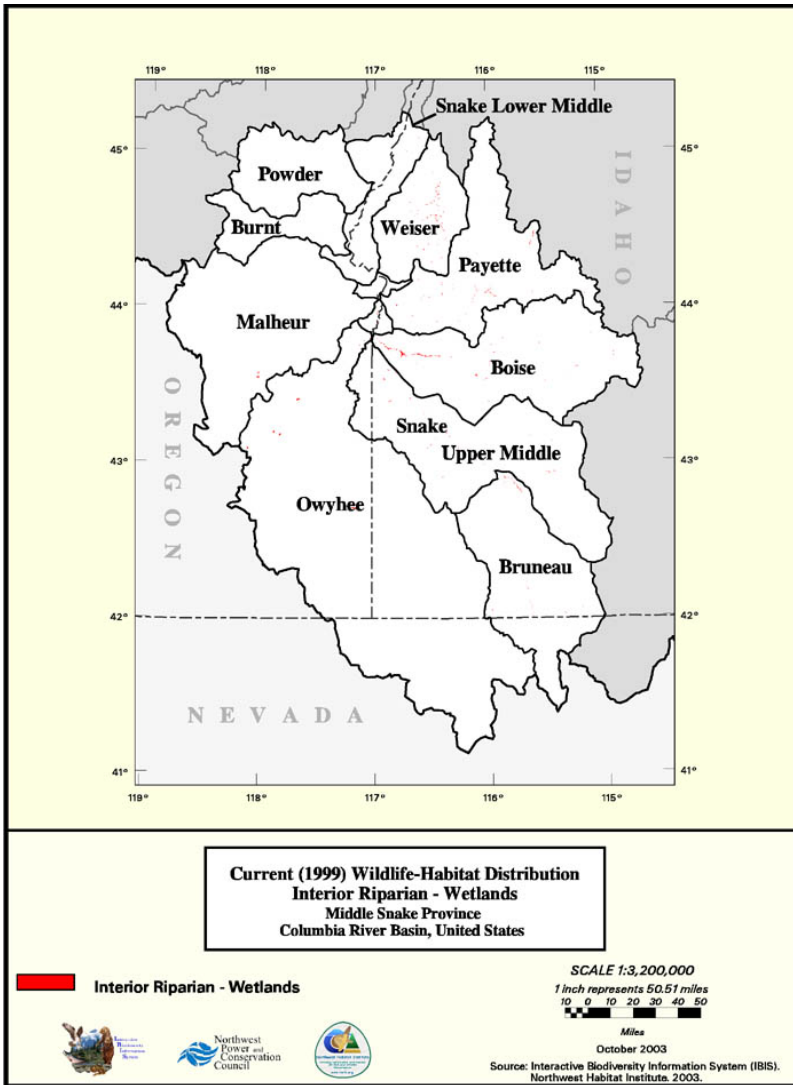 119°
118°
117°
116°
115°
Snake Lower Middle
45°
45°
Powder
IDAHO
Burnt
Weiser
Payette
44°
44°
Malheur
Boise
OREGON
Snake
Upper Middle
43°
43°
Owyhee
Bruneau
42°
42°
NEVADA
41°
41°
119°
118°
117°
116°
115°
Current (1999) Wildlife-Habitat Distribution
Interior Riparian - Wetlands
Middle Snake Province
Columbia River Basin, United States
Interior Riparian - Wetlands
SCALE 1:3,200,000
1 inch represents 50.51 miles
10 0 10 20 30 40 50
Miles
October 2003
Northwest
Power and
Conservation
Council
Source: Interactive Biodiversity Information System (IBIS).
Northwest Habitat Institute. 2003.